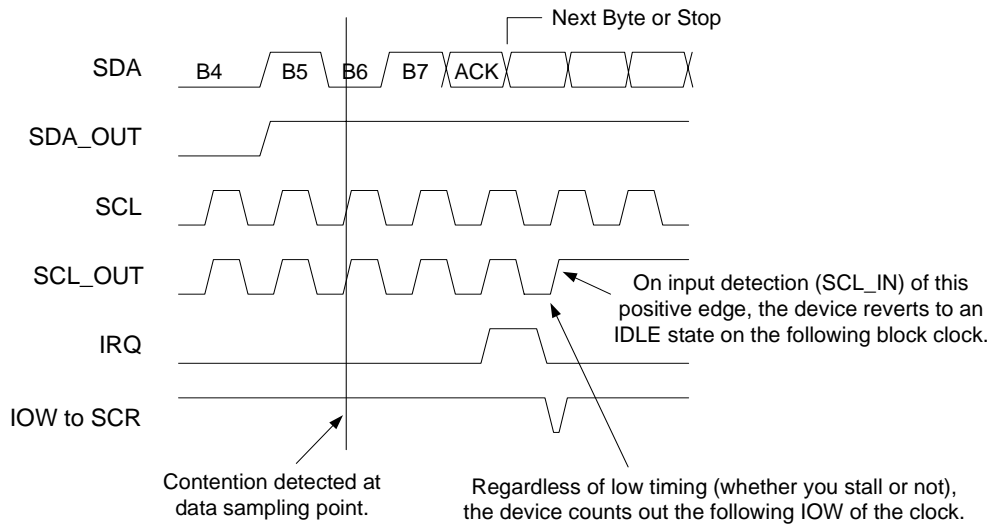 Next Byte or Stop
SDA
B4
B5
B6
B7
ACK
SDA_OUT
SCL
SCL_OUT
On input detection (SCL_IN) of this
positive edge, the device reverts to an
IDLE state on the following block clock.
IRQ
IOW to SCR
Contention detected at
data sampling point.
Regardless of low timing (whether you stall or not),
the device counts out the following IOW of the clock.